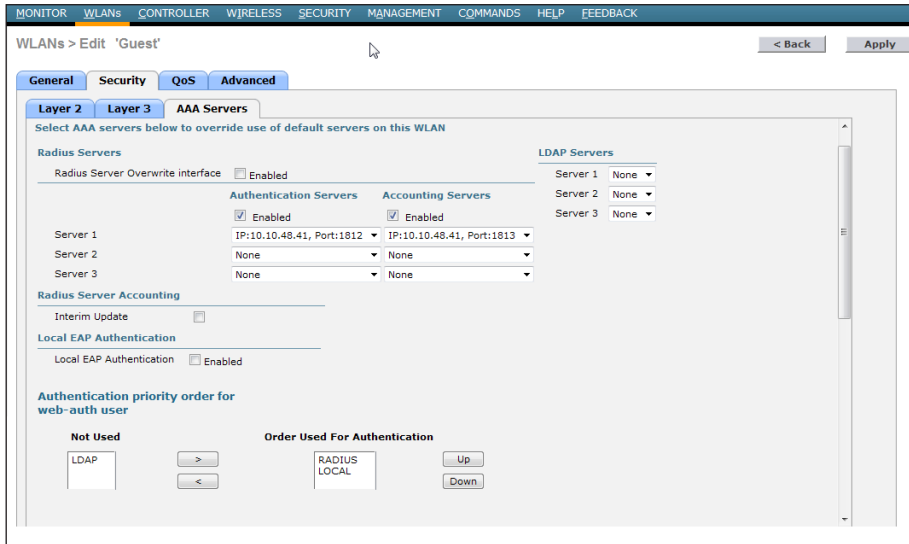 MONITOR WLANs CONTROLLER WIRELESS SECURITY MANAGEMENT COMMANDS HELP FEEDBACK
WLANs > Edit 'Guest' < Back Apply
General Security QoS Advanced
Layer 2 Layer 3 AAA Servers
Select AAA servers below to override use of default servers on this WLAN
Radius Servers LDAP Servers
Radius Server Overwrite interface Enabled Server 1 None
Authentication Servers Accounting Servers Server 2 None
Enabled Enabled Server 3 None
Server 1 IP:10.10.48.41, Port:1812 IP:10.10.48.41, Port:1813
Server 2 None None
Server 3 None None
Radius Server Accounting
Interim Update
Local EAP Authentication
Local EAP Authentication Enabled
Authentication priority order for
web-auth user
Not Used Order Used For Authentication
LDAP > RADIUS Up
LOCAL
< Down